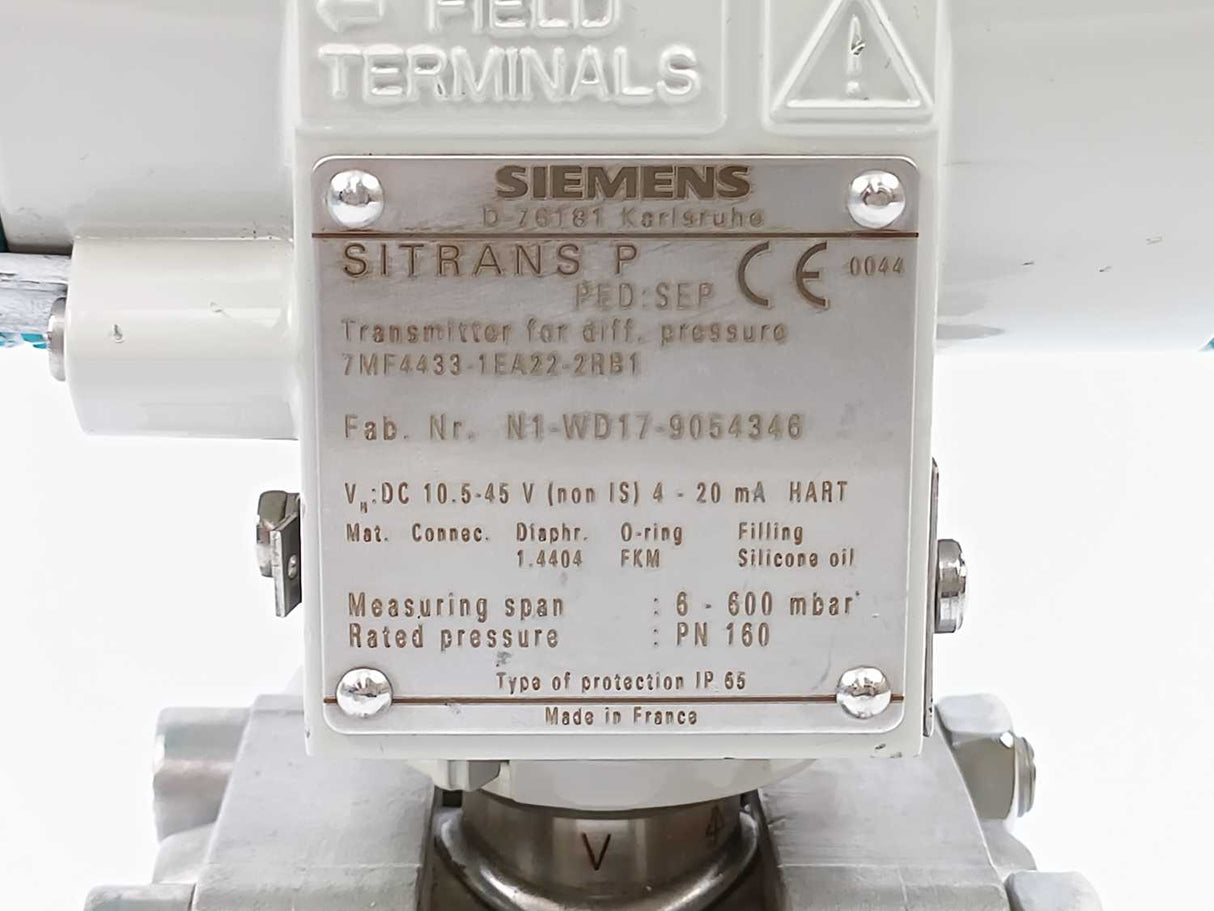 ⇦ FIELD
TERMINALS
SIEMENS
D-76181 Karlsruhe
SITRANS P
CE 0044
PED:SEP
Transmitter for diff. pressure
7MF4433-1EA22-2RB1
Fab. Nr. N1-WD17-9054346
V_H:DC 10.5-45 V (non IS) 4 - 20 mA HART
Mat. Connec. Diaphr. O-ring Filling
1.4404 FKM Silicone oil
Measuring span : 6 - 600 mbar
Rated pressure : PN 160
Type of protection IP 65
Made in France
V